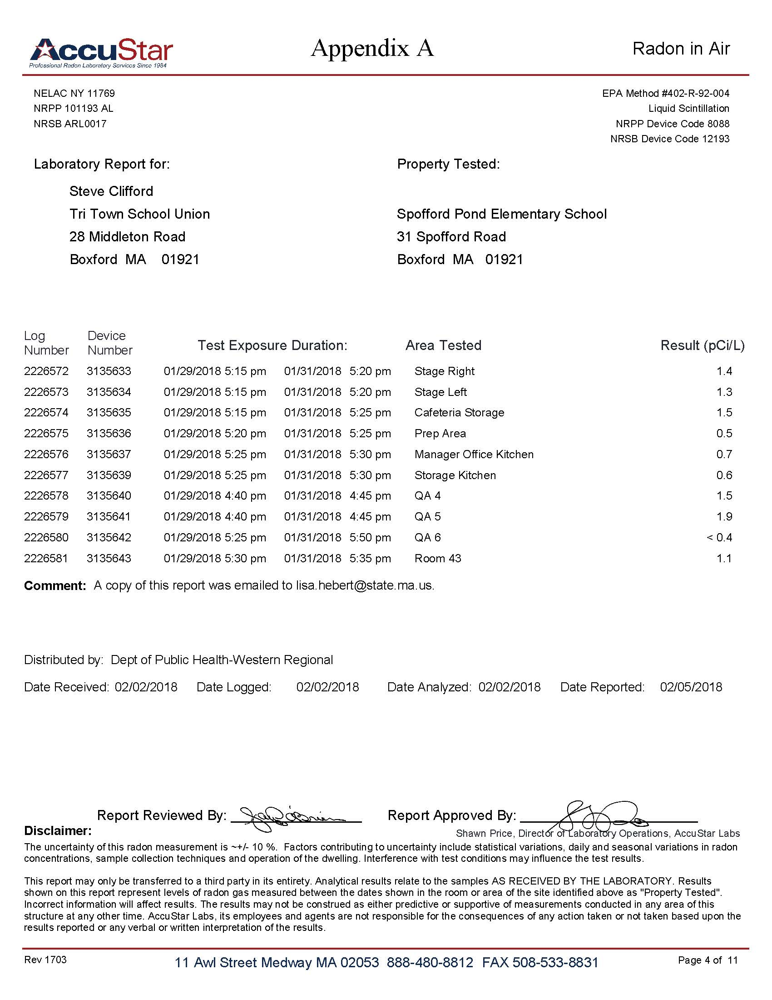 AccuStar
Professional Radon Laboratory Services Since 1984
Appendix A
Radon in Air
NELAC NY 11769
NRPP 101193 AL
NRSB ARL0017
EPA Method #402-R-92-004
Liquid Scintillation
NRPP Device Code 8088
NRSB Device Code 12193
Laboratory Report for:
Steve Clifford
Tri Town School Union
28 Middleton Road
Boxford MA 01921
Property Tested:
Spofford Pond Elementary School
31 Spofford Road
Boxford MA 01921
Log Number Device Number Test Exposure Duration: Area Tested Result (pCi/L)
2226572 3135633 01/29/2018 5:15 pm 01/31/2018 5:20 pm Stage Right 1.4
2226573 3135634 01/29/2018 5:15 pm 01/31/2018 5:20 pm Stage Left 1.3
2226574 3135635 01/29/2018 5:15 pm 01/31/2018 5:25 pm Cafeteria Storage 1.5
2226575 3135636 01/29/2018 5:20 pm 01/31/2018 5:25 pm Prep Area 0.5
2226576 3135637 01/29/2018 5:25 pm 01/31/2018 5:30 pm Manager Office Kitchen 0.7
2226577 3135639 01/29/2018 5:25 pm 01/31/2018 5:30 pm Storage Kitchen 0.6
2226578 3135640 01/29/2018 4:40 pm 01/31/2018 4:45 pm QA 4 1.5
2226579 3135641 01/29/2018 4:40 pm 01/31/2018 4:45 pm QA 5 1.9
2226580 3135642 01/29/2018 5:25 pm 01/31/2018 5:50 pm QA 6 < 0.4
2226581 3135643 01/29/2018 5:30 pm 01/31/2018 5:35 pm Room 43 1.1
Comment: A copy of this report was emailed to lisa.hebert@state.ma.us.
Distributed by: Dept of Public Health-Western Regional
Date Received: 02/02/2018 Date Logged: 02/02/2018 Date Analyzed: 02/02/2018 Date Reported: 02/05/2018
Report Reviewed By:
Report Approved By:
Disclaimer:
Shawn Price, Director of Laboratory Operations, AccuStar Labs
The uncertainty of this radon measurement is ~+/- 10 %. Factors contributing to uncertainty include statistical variations, daily and seasonal variations in radon
concentrations, sample collection techniques and operation of the dwelling. Interference with test conditions may influence the test results.
This report may only be transferred to a third party in its entirety. Analytical results relate to the samples AS RECEIVED BY THE LABORATORY. Results
shown on this report represent levels of radon gas measured between the dates shown in the room or area of the site identified above as "Property Tested".
Incorrect information will affect results. The results may not be construed as either predictive or supportive of measurements conducted in any area of this
structure at any other time. AccuStar Labs, its employees and agents are not responsible for the consequences of any action taken or not taken based upon the
results reported or any verbal or written interpretation of the results.
Rev 1703
11 Awl Street Medway MA 02053 888-480-8812 FAX 508-533-8831
Page 4 of 11